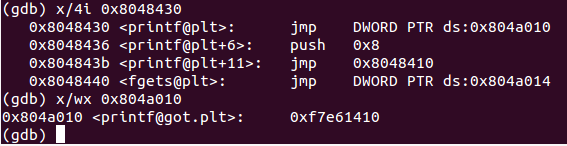 (gdb) x/4i 0x8048430
   0x8048430 <printf@plt>:	jmp    DWORD PTR ds:0x804a010
   0x8048436 <printf@plt+6>:	push   0x8
   0x804843b <printf@plt+11>:	jmp    0x8048410
   0x8048440 <fgets@plt>:	jmp    DWORD PTR ds:0x804a014
(gdb) x/wx 0x804a010
0x804a010 <printf@got.plt>:	0xf7e61410
(gdb)